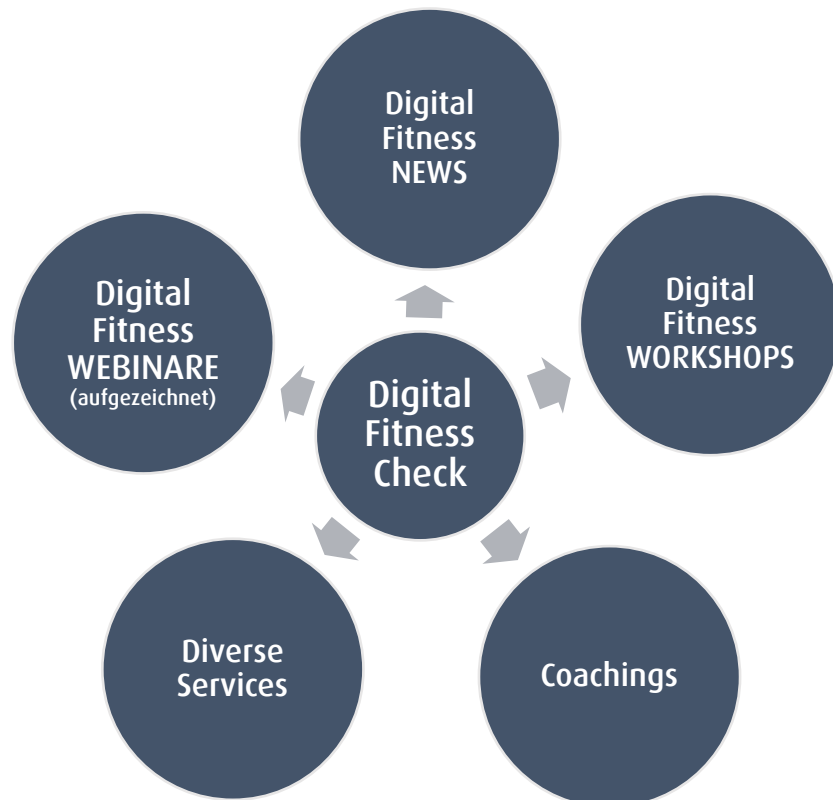 Digital
Fitness
NEWS
Digital
Fitness
WEBINARE
(aufgezeichnet)
Digital
Fitness
WORKSHOPS
Digital
Fitness
Check
Diverse
Services
Coachings